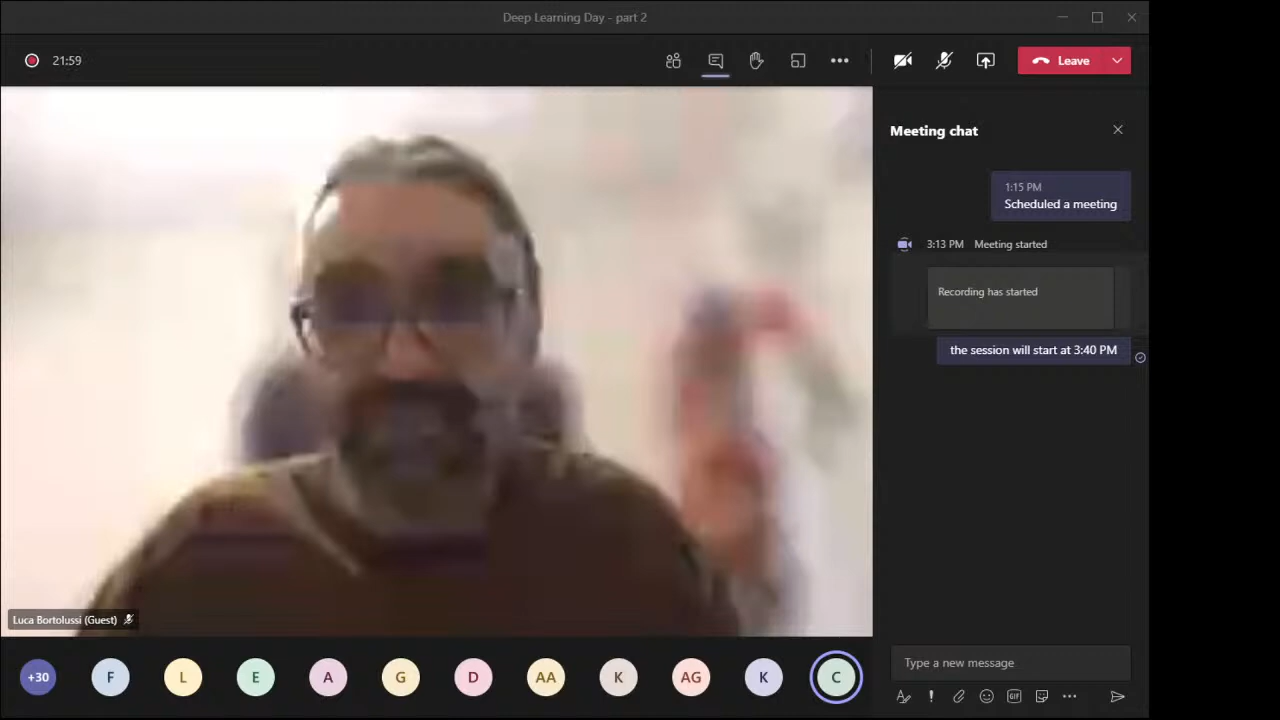 Deep Learning Day - part 2
21:59
Leave
Meeting chat
1:15 PM
Scheduled a meeting
3:13 PM Meeting started
Recording has started
the session will start at 3:40 PM
Luca Bortolussi (Guest)
+30 F L E A G D AA K AG K C
Type a new message
GIF